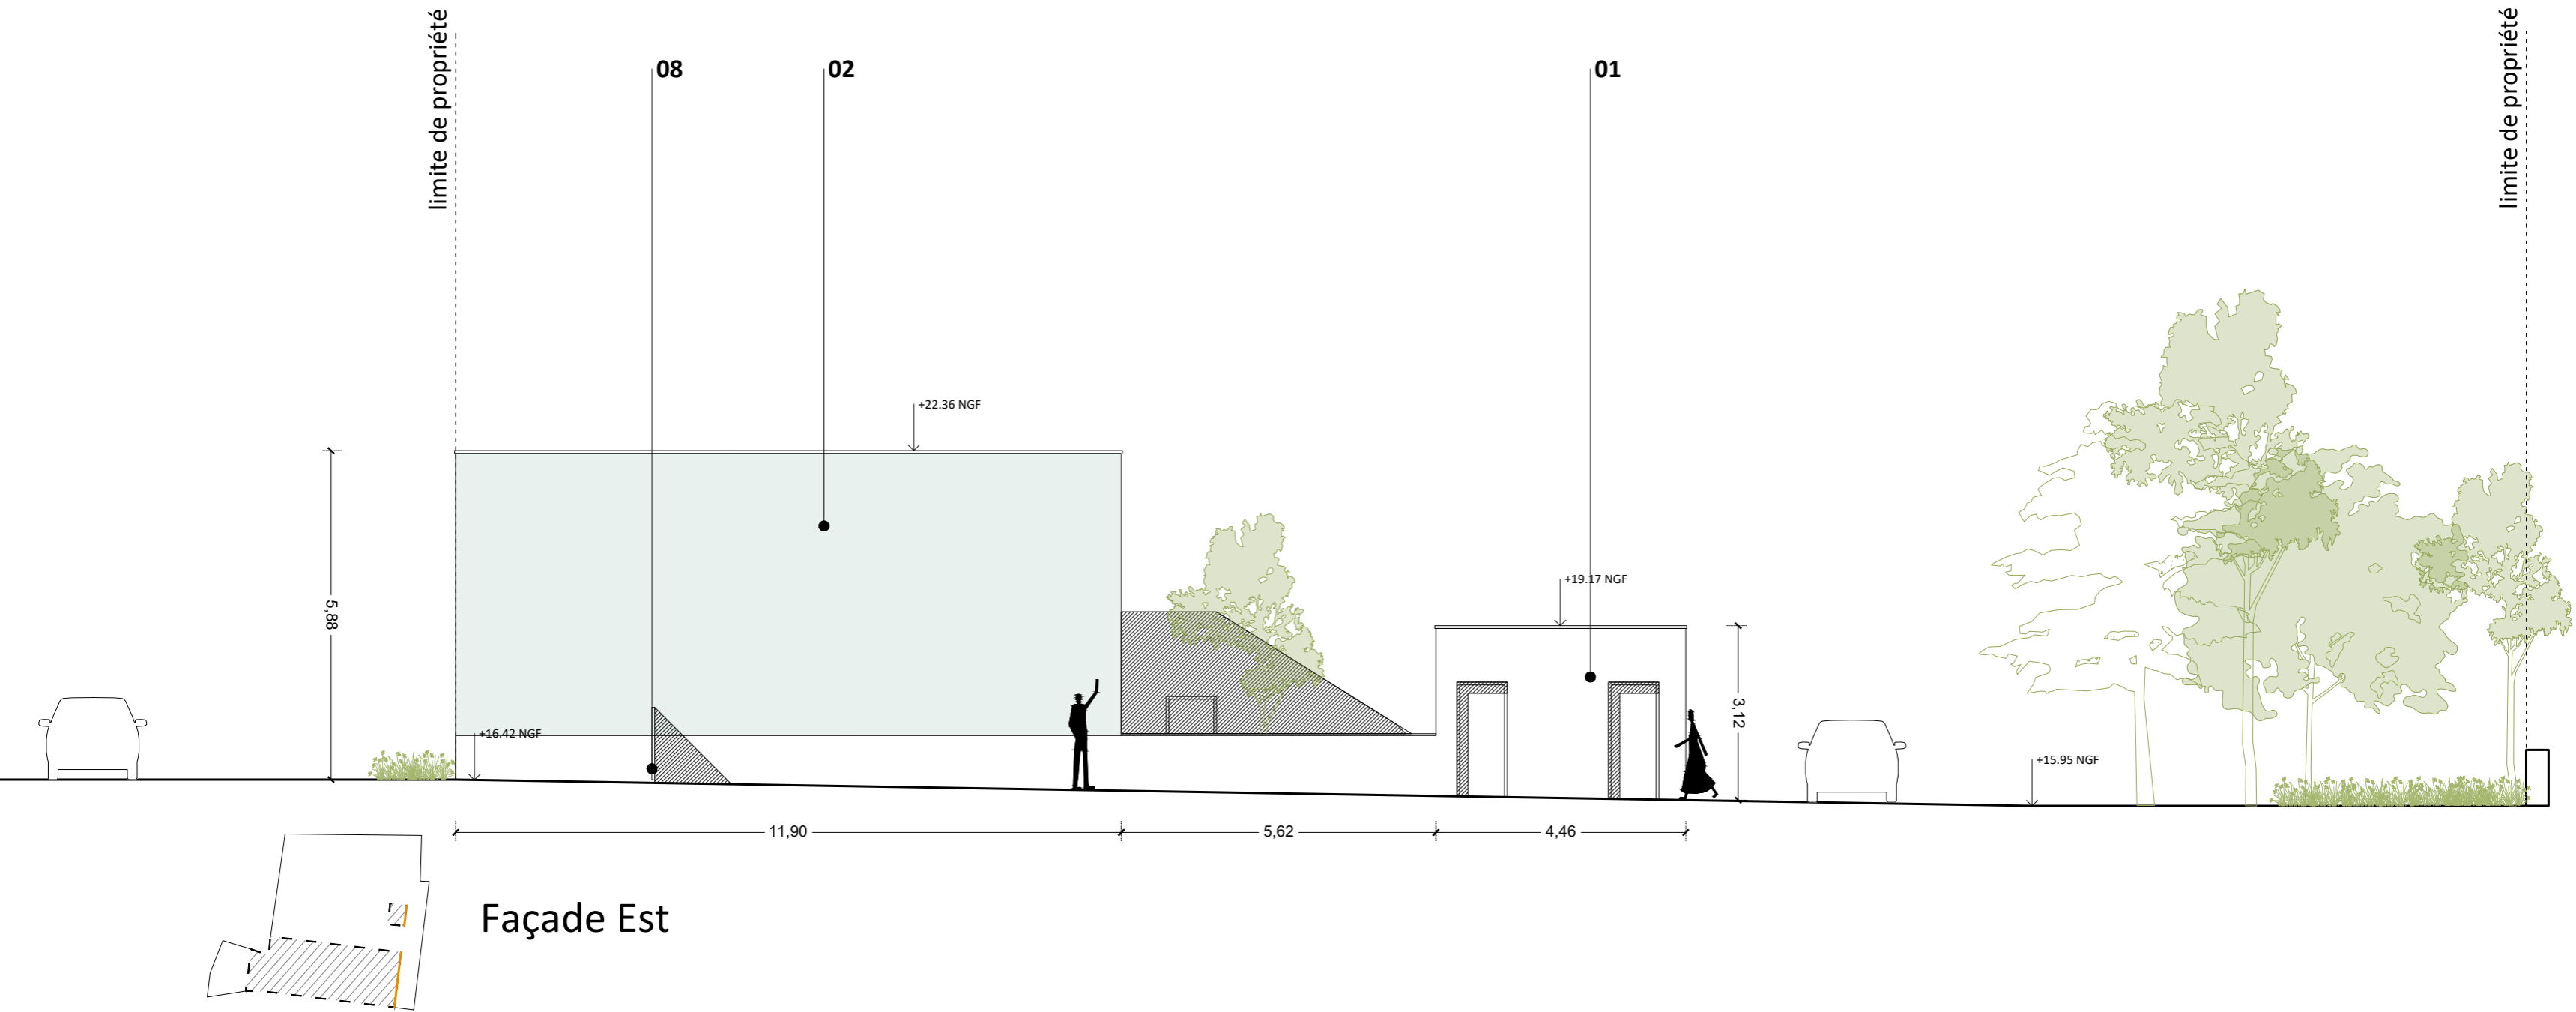 limite de propriété
08
02
01
limite de propriété
+22.36 NGF
5,88
+19.17 NGF
3,12
+16.42 NGF
+15.95 NGF
11,90
5,62
4,46
Façade Est